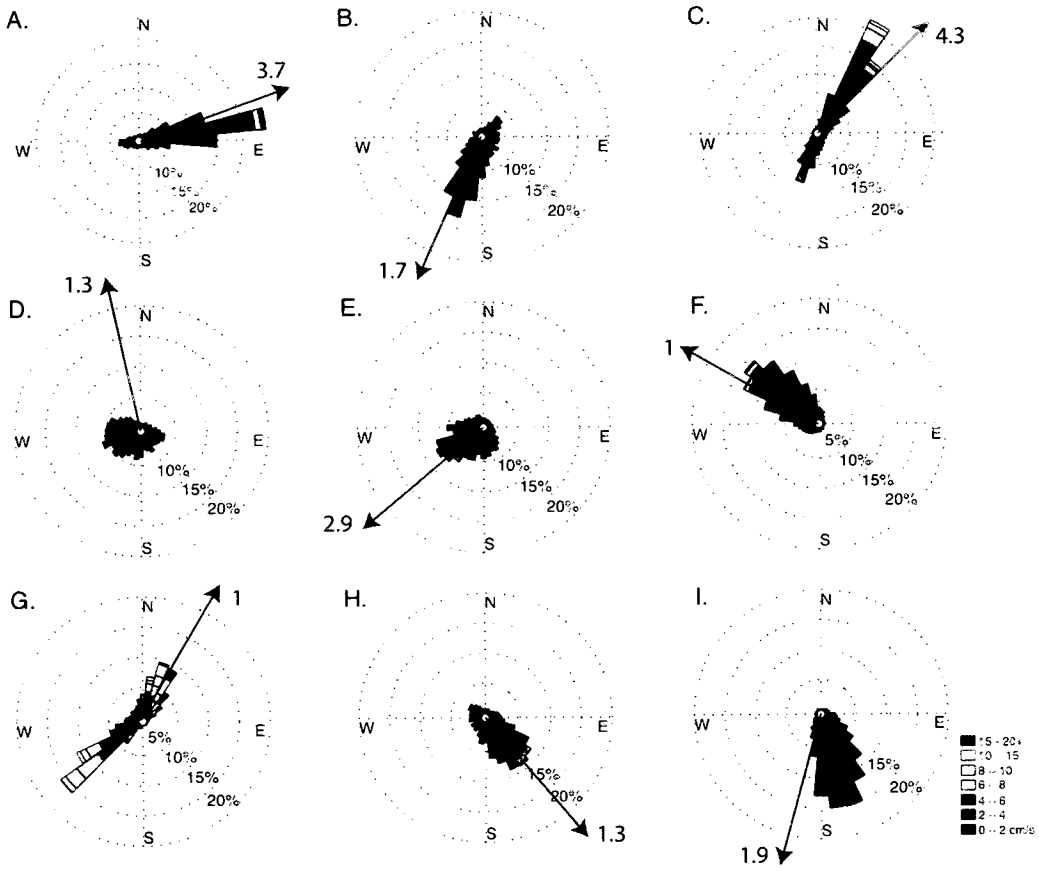 A.
N
3.7
W
E
10%
15%
20%
S
B.
N
W
E
10%
15%
20%
S
1.7
C.
N
4.3
W
E
10%
15%
20%
S
D.
1.3
N
W
E
10%
15%
20%
S
E.
N
W
E
10%
15%
20%
S
2.9
F.
N
1
W
E
5%
10%
15%
20%
S
G.
N
1
W
E
5%
10%
15%
20%
S
H.
N
W
E
15%
20%
S
1.3
I.
N
W
E
15%
20%
S
1.9
15 - 20+
10 - 15
8 - 10
6 - 8
4 - 6
2 - 4
0 - 2 cm/s